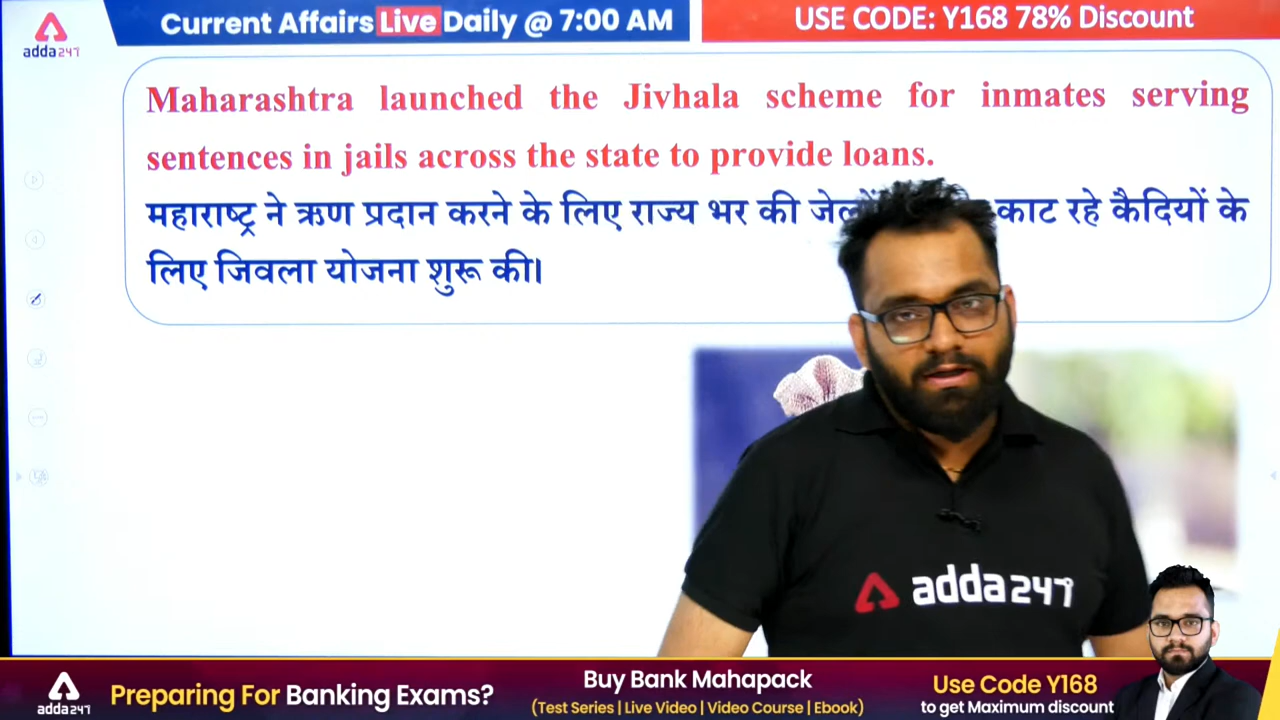 adda247
Current Affairs Live Daily @ 7:00 AM
USE CODE: Y168 78% Discount
Maharashtra launched the Jivhala scheme for inmates serving
sentences in jails across the state to provide loans.
महाराष्ट्र ने ऋण प्रदान करने के लिए राज्य भर की काट रहे कैदियों के
लिए जिवला योजना शुरू की।
adda247
adda247
Preparing For Banking Exams?
Buy Bank Mahapack
(Test Series | Live Video | Video Course | Ebook)
Use Code Y168
to get Maximum discount